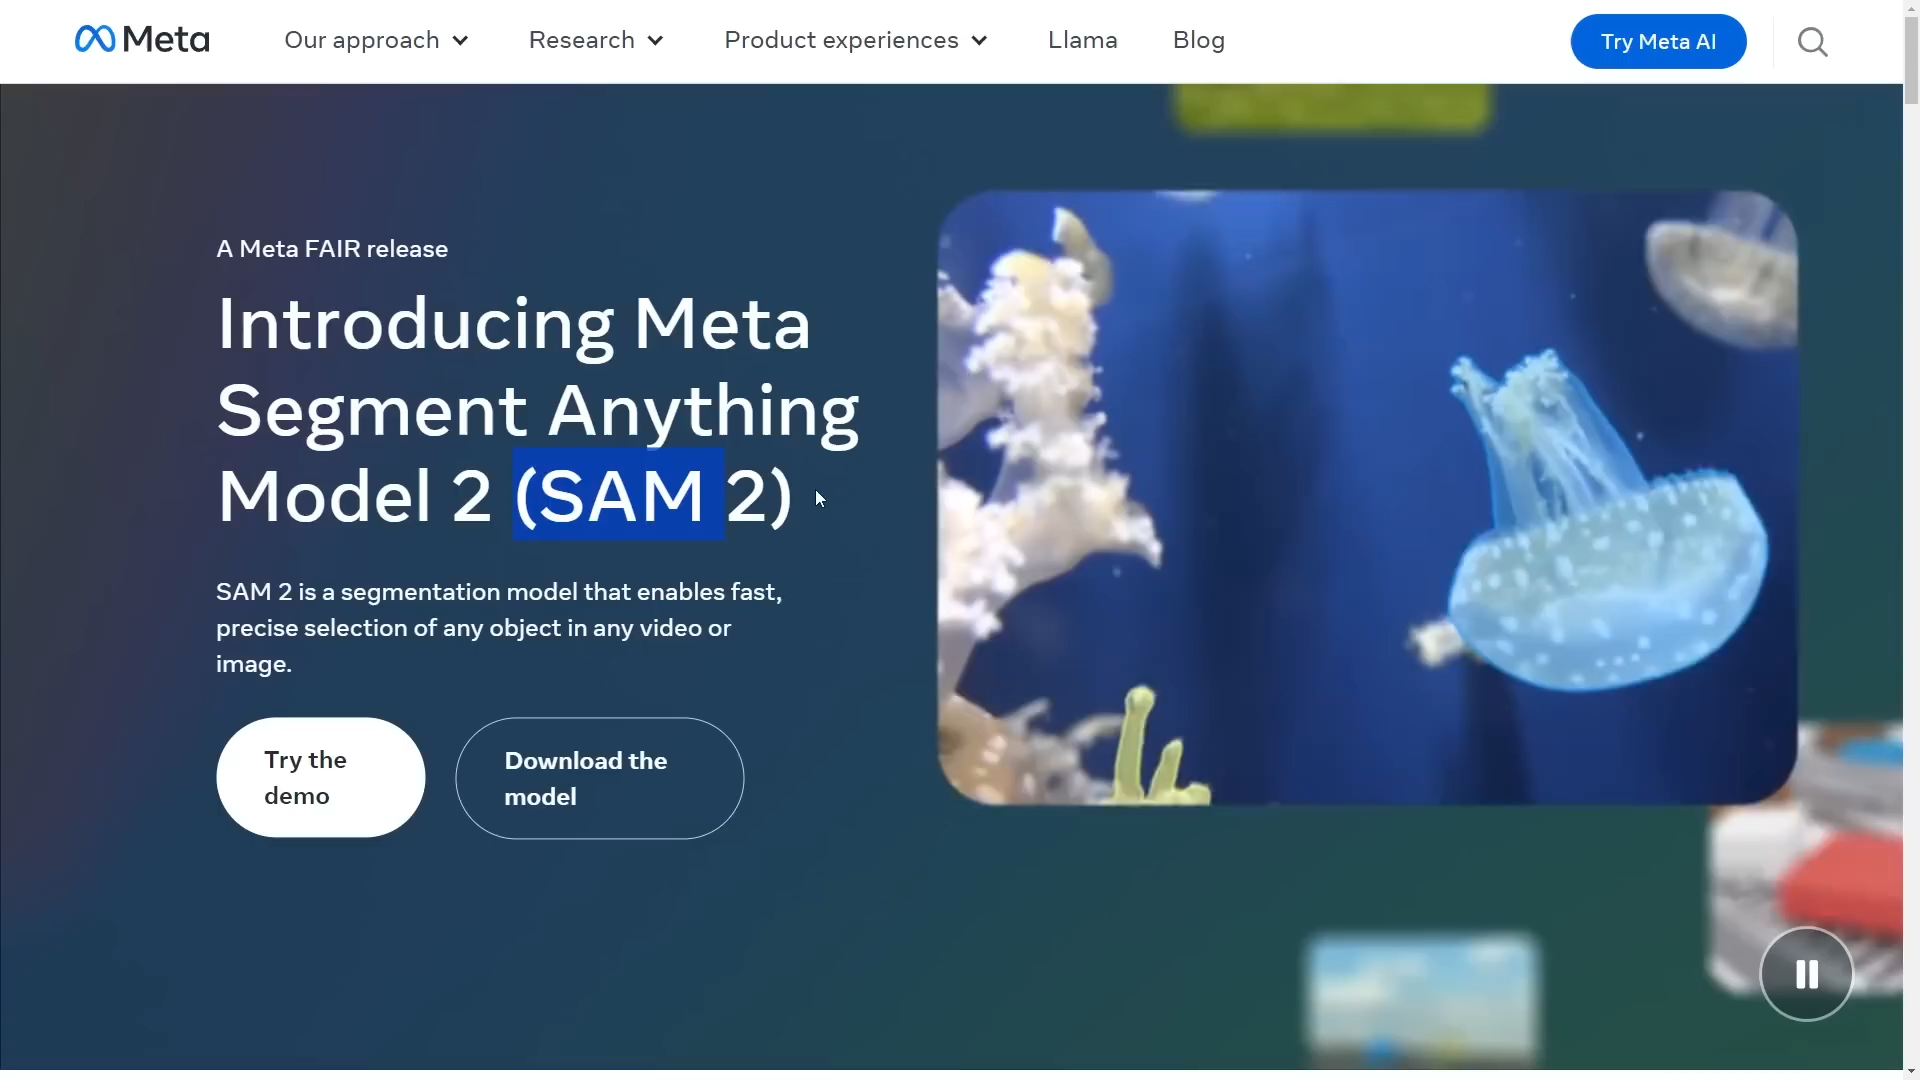 Meta
Our approach
Research
Product experiences
Llama
Blog
Try Meta AI
A Meta FAIR release
Introducing Meta
Segment Anything
Model 2 (SAM 2)
SAM 2 is a segmentation model that enables fast,
precise selection of any object in any video or
image.
Try the
demo
Download the
model